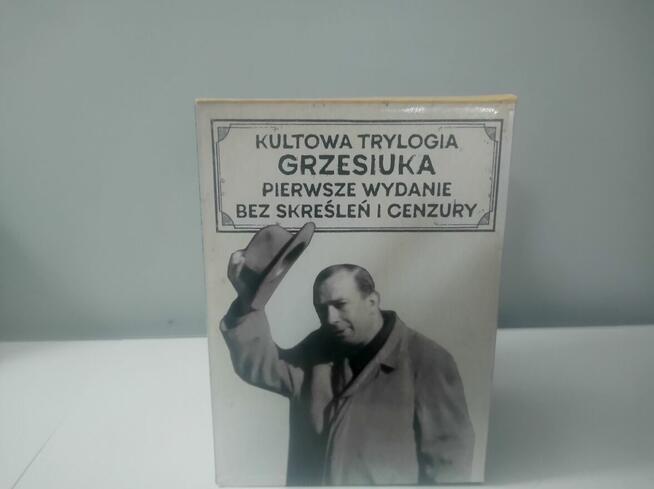 KULTOWA TRYLOGIA
GRZESIUKA
PIERWSZE WYDANIE
BEZ SKREŚLEŃ I CENZURY